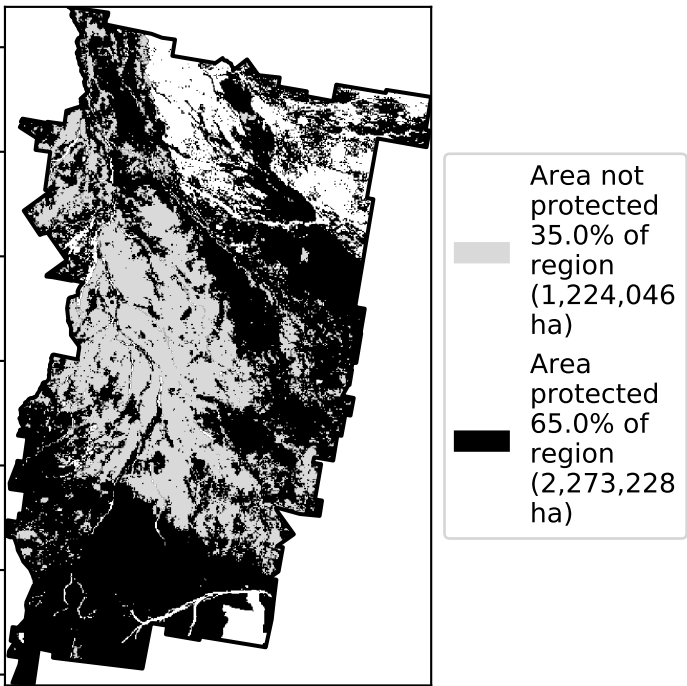 Area not
protected
35.0% of
region
(1,224,046
ha)
Area
protected
65.0% of
region
(2,273,228
ha)